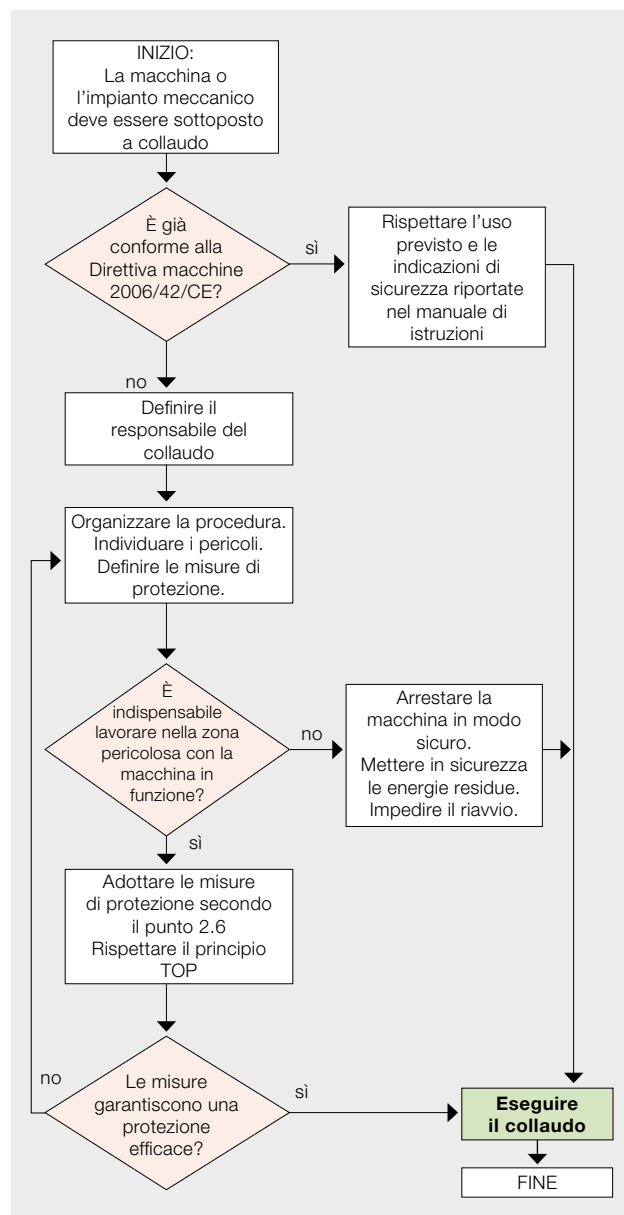 INIZIO:
La macchina o
l’impianto meccanico
deve essere sottoposto
a collaudo
È già
conforme alla
Direttiva macchine
2006/42/CE?
sì
Rispettare l’uso
previsto e le
indicazioni di
sicurezza riportate
nel manuale di
istruzioni
no
Definire il
responsabile del
collaudo
Organizzare la procedura.
Individuare i pericoli.
Definire le misure di
protezione.
È
indispensabile
lavorare nella zona
pericolosa con la
macchina in
funzione?
no
Arrestare la
macchina in modo
sicuro.
Mettere in sicurezza
le energie residue.
Impedire il riavvio.
sì
Adottare le misure
di protezione secondo
il punto 2.6
Rispettare il principio
TOP
no
Le misure
garantiscono una
protezione
efficace?
sì
Eseguire
il collaudo
FINE